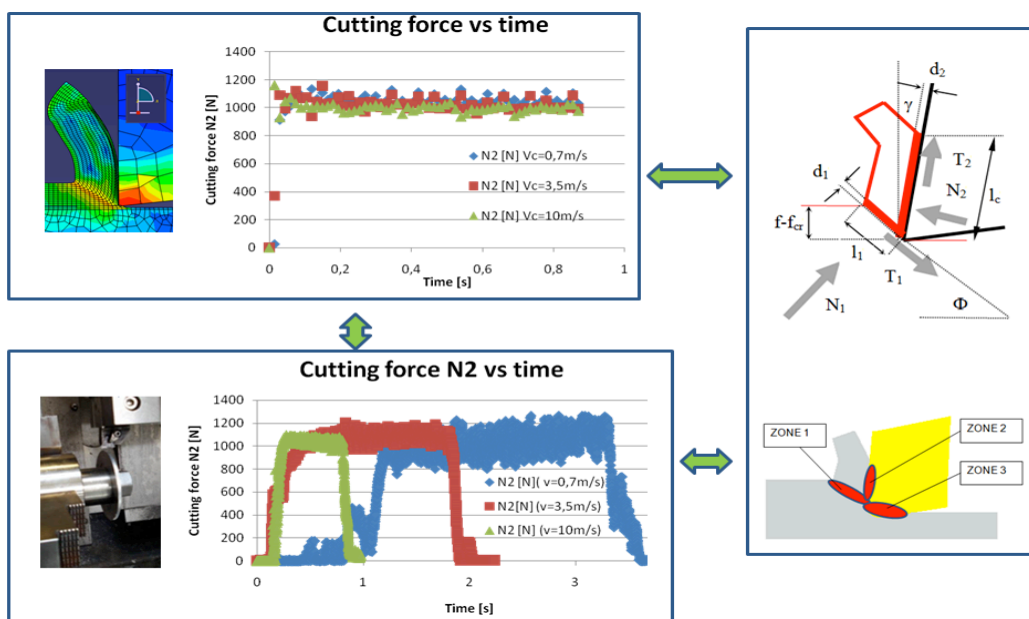 Cutting force vs time
Cutting force N2 [N]
1400
1200
1000
800
600
400
200
0
N2 [N] Vc=0,7m/s
N2 [N] Vc=3,5m/s
N2 [N] Vc=10m/s
0
0,2
0,4
0,6
0,8
1
Time [s]
Cutting force N2 vs time
Cutting force N2 [N]
1400
1200
1000
800
600
400
200
0
N2 [N]( v=0,7m/s)
N2[N] (v=3,5m/s)
N2 [N] (v=10m/s)
0
1
2
3
Time [s]
d2
γ
T2
d1
N2
lc
f-fcr
l1
T1
N1
Φ
ZONE 1
ZONE 2
ZONE 3